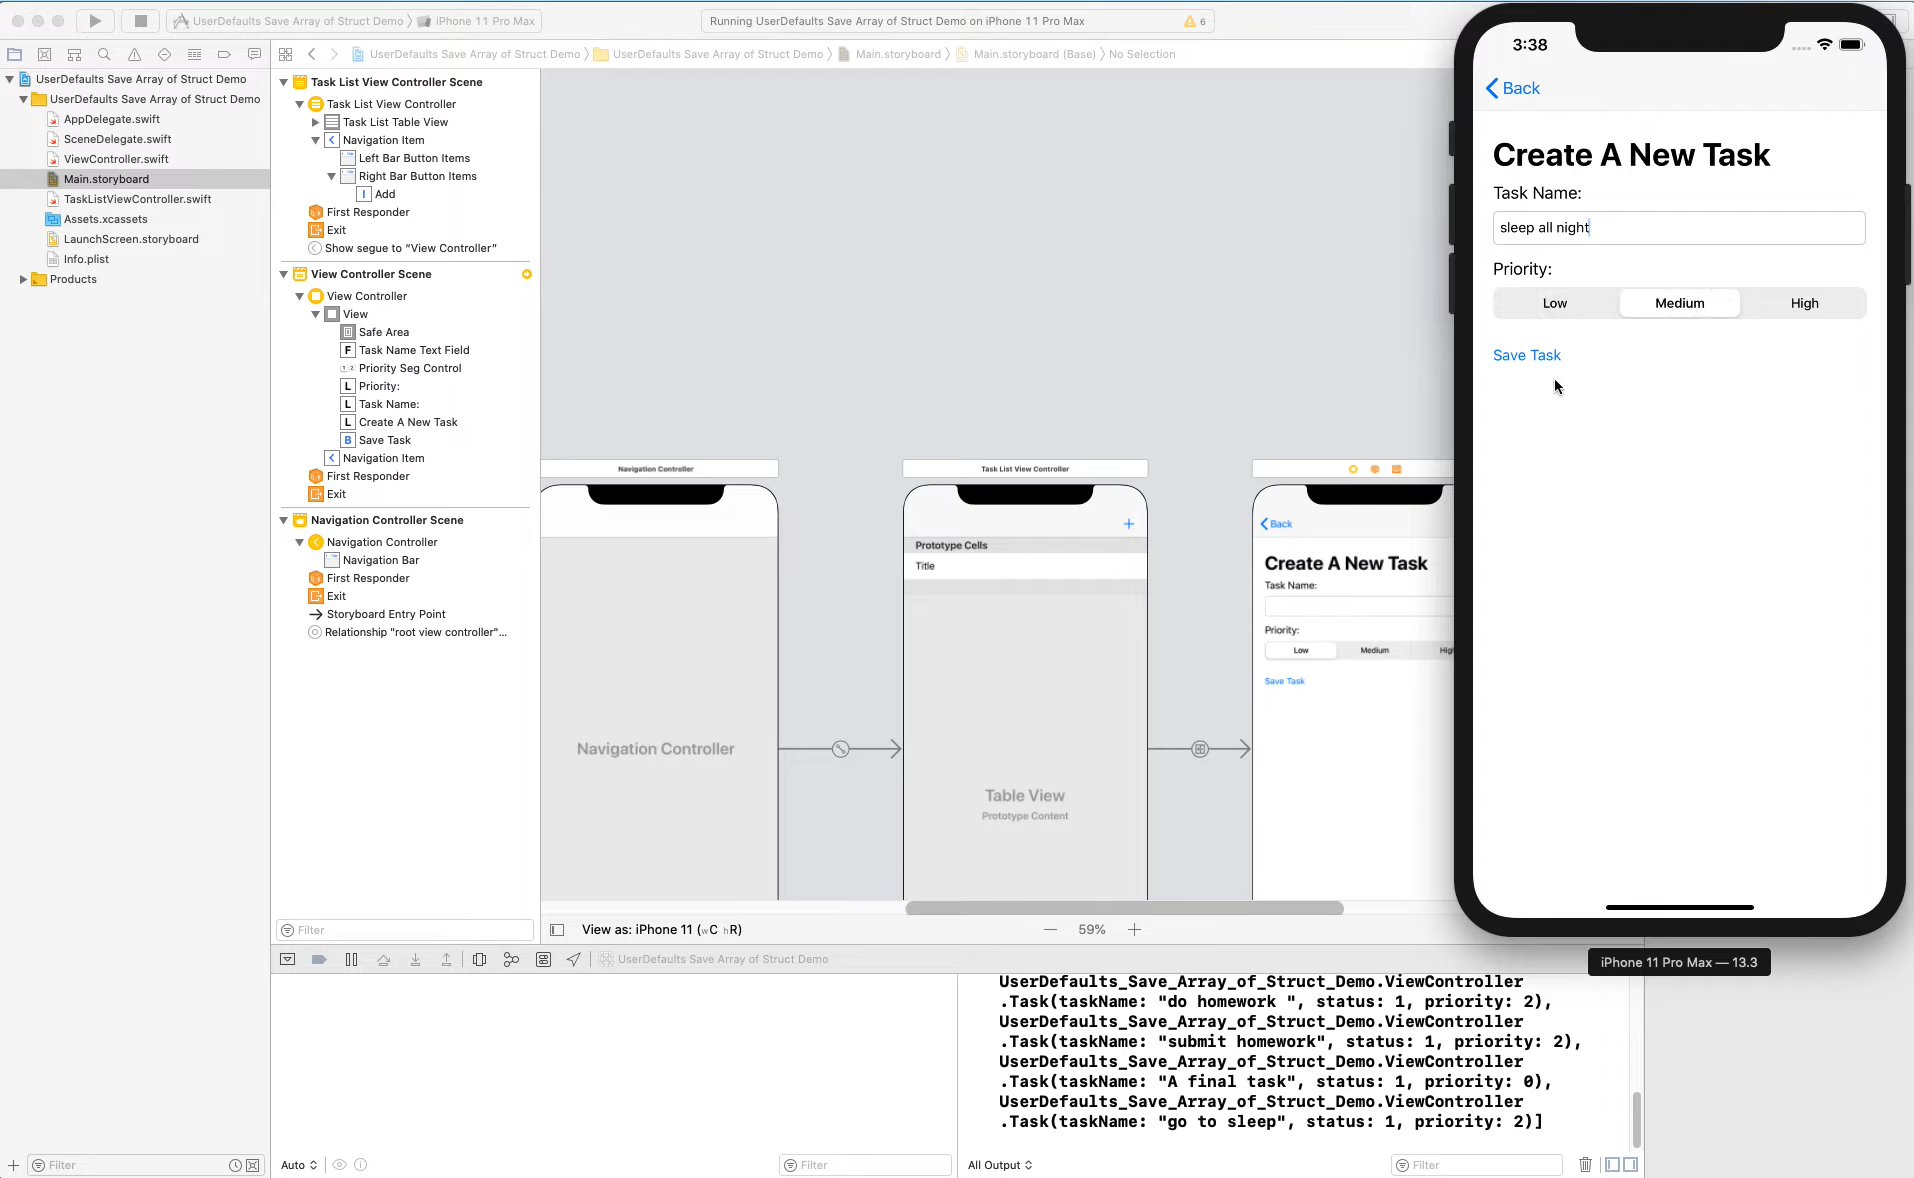 UserDefaults Save Array of Struct Demo
iPhone 11 Pro Max
Running UserDefaults Save Array of Struct Demo on iPhone 11 Pro Max
6
UserDefaults Save Array of Struct Demo
UserDefaults Save Array of Struct Demo
Main.storyboard
Main.storyboard (Base)
No Selection
UserDefaults Save Array of Struct Demo
UserDefaults Save Array of Struct Demo
AppDelegate.swift
SceneDelegate.swift
ViewController.swift
Main.storyboard
TaskListViewController.swift
Assets.xcassets
LaunchScreen.storyboard
Info.plist
Products
Filter
Task List View Controller Scene
Task List View Controller
Task List Table View
Navigation Item
Left Bar Button Items
Right Bar Button Items
Add
First Responder
Exit
Show segue to “View Controller”
View Controller Scene
View Controller
View
Safe Area
F Task Name Text Field
1 2 Priority Seg Control
L Priority:
L Task Name:
L Create A New Task
B Save Task
Navigation Item
First Responder
Exit
Navigation Controller Scene
Navigation Controller
Navigation Bar
First Responder
Exit
Storyboard Entry Point
Relationship "root view controller"...
Filter
Navigation Controller
Navigation Controller
Task List View Controller
Prototype Cells
Title
Table View
Prototype Content
Back
Create A New Task
Task Name:
Priority:
Low Medium High
Save Task
View as: iPhone 11 (wC hR)
59%
3:38
Back
Create A New Task
Task Name:
sleep all night
Priority:
Low Medium High
Save Task
iPhone 11 Pro Max — 13.3
UserDefaults Save Array of Struct Demo
UserDefaults_Save_Array_of_Struct_Demo.ViewController
.Task(taskName: "do homework ", status: 1, priority: 2),
UserDefaults_Save_Array_of_Struct_Demo.ViewController
.Task(taskName: "submit homework", status: 1, priority: 2),
UserDefaults_Save_Array_of_Struct_Demo.ViewController
.Task(taskName: "A final task", status: 1, priority: 0),
UserDefaults_Save_Array_of_Struct_Demo.ViewController
.Task(taskName: "go to sleep", status: 1, priority: 2)]
Auto
Filter
All Output
Filter